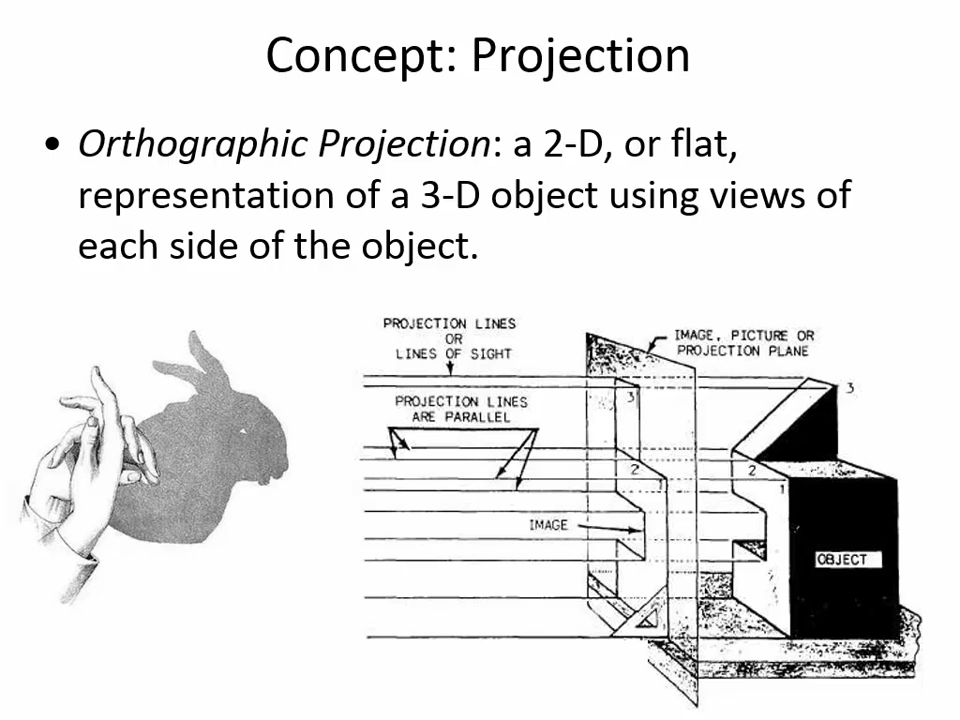 Concept: Projection
• Orthographic Projection: a 2-D, or flat,
representation of a 3-D object using views of
each side of the object.
PROJECTION LINES
OR
LINES OF SIGHT
IMAGE, PICTURE OR
PROJECTION PLANE
PROJECTION LINES
ARE PARALLEL
3
3
2
2
1
IMAGE
OBJECT